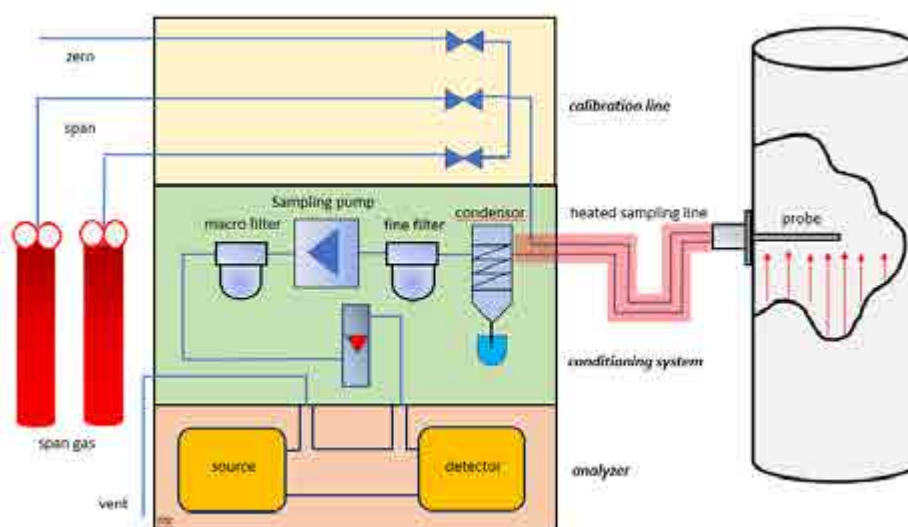 zero
calibration line
span
Sampling pump
macro filter
fine filter
condensor
heated sampling line
probe
conditioning system
span gas
source
detector
analyzer
vent